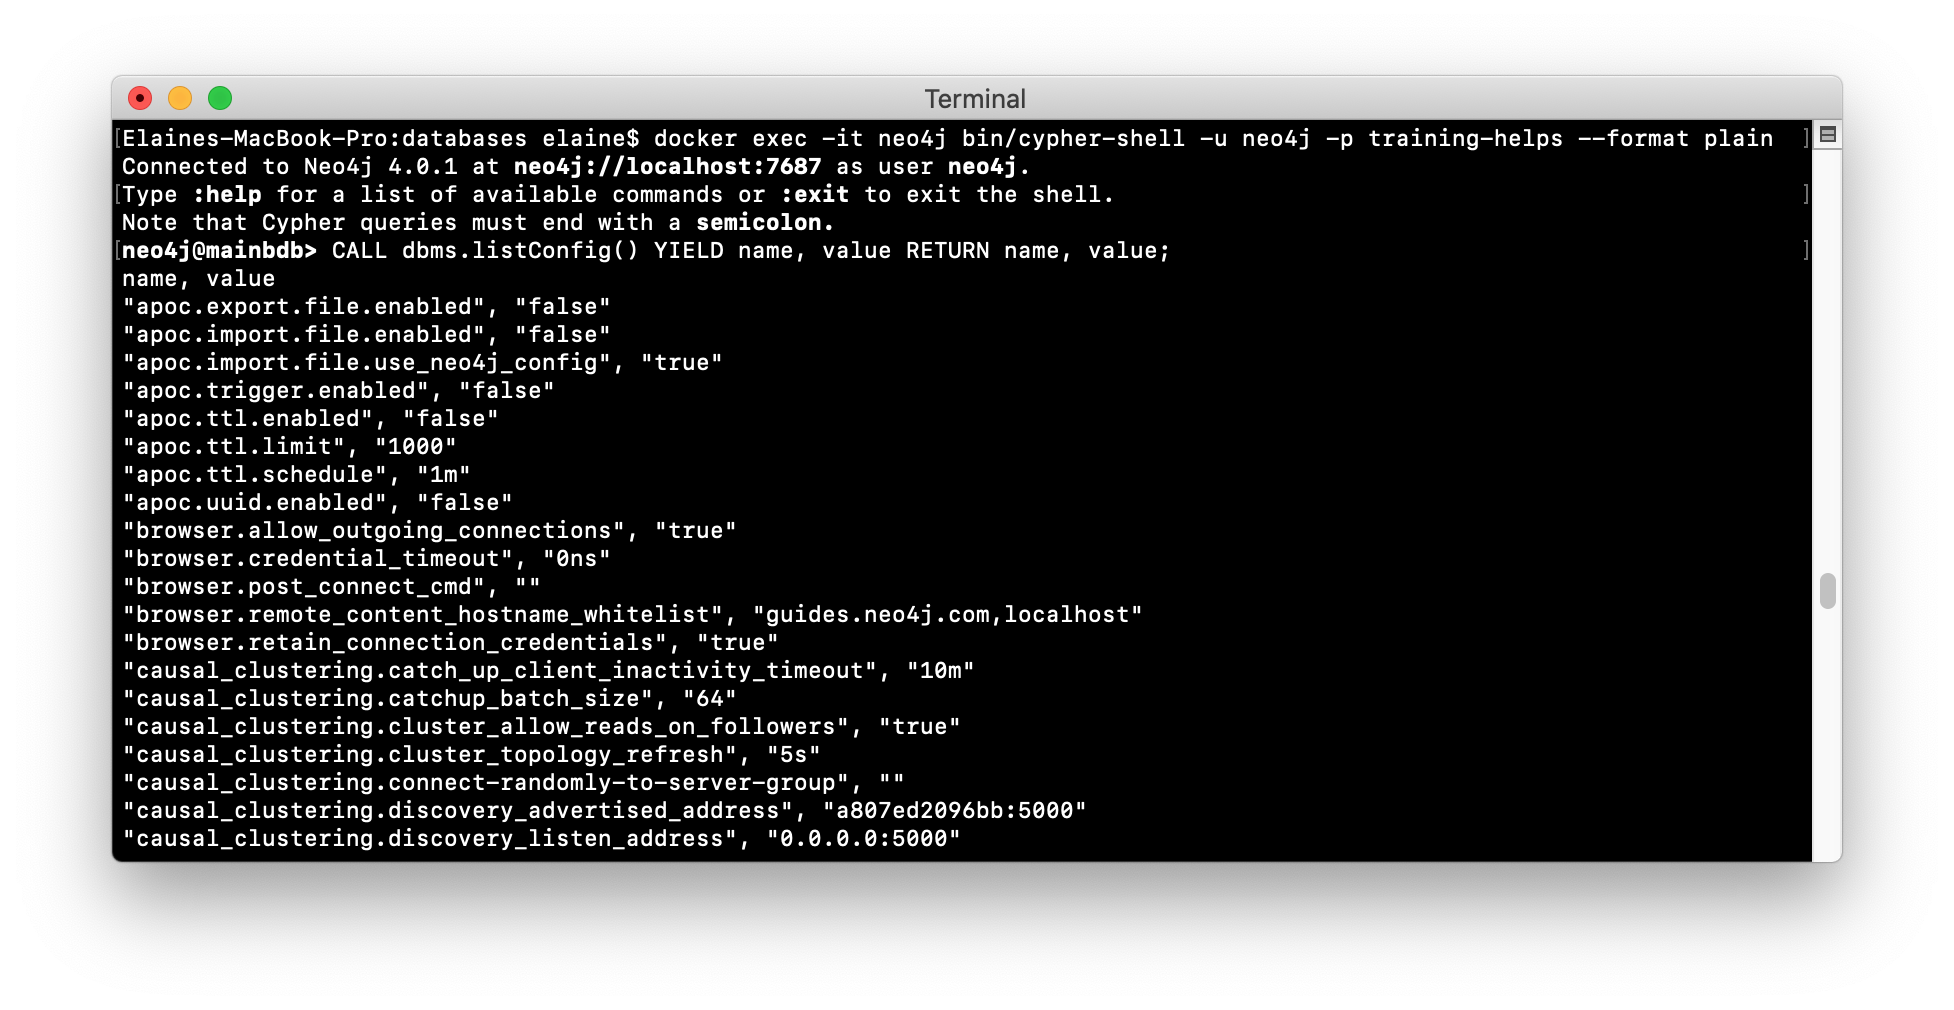 Terminal
[Elaines-MacBook-Pro:databases elaine$ docker exec -it neo4j bin/cypher-shell -u neo4j -p training-helps --format plain ]
Connected to Neo4j 4.0.1 at neo4j://localhost:7687 as user neo4j.
[Type :help for a list of available commands or :exit to exit the shell. ]
Note that Cypher queries must end with a semicolon.
[neo4j@mainbdb> CALL dbms.listConfig() YIELD name, value RETURN name, value; ]
name, value
"apoc.export.file.enabled", "false"
"apoc.import.file.enabled", "false"
"apoc.import.file.use_neo4j_config", "true"
"apoc.trigger.enabled", "false"
"apoc.ttl.enabled", "false"
"apoc.ttl.limit", "1000"
"apoc.ttl.schedule", "1m"
"apoc.uuid.enabled", "false"
"browser.allow_outgoing_connections", "true"
"browser.credential_timeout", "0ns"
"browser.post_connect_cmd", ""
"browser.remote_content_hostname_whitelist", "guides.neo4j.com,localhost"
"browser.retain_connection_credentials", "true"
"causal_clustering.catch_up_client_inactivity_timeout", "10m"
"causal_clustering.catchup_batch_size", "64"
"causal_clustering.cluster_allow_reads_on_followers", "true"
"causal_clustering.cluster_topology_refresh", "5s"
"causal_clustering.connect-randomly-to-server-group", ""
"causal_clustering.discovery_advertised_address", "a807ed2096bb:5000"
"causal_clustering.discovery_listen_address", "0.0.0.0:5000"